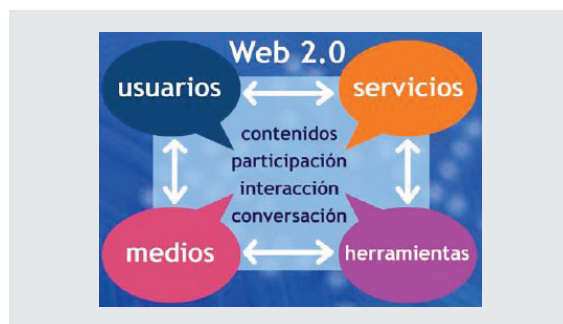 Web 2.0
usuarios
servicios
contenidos
participación
interacción
conversación
medios
herramientas